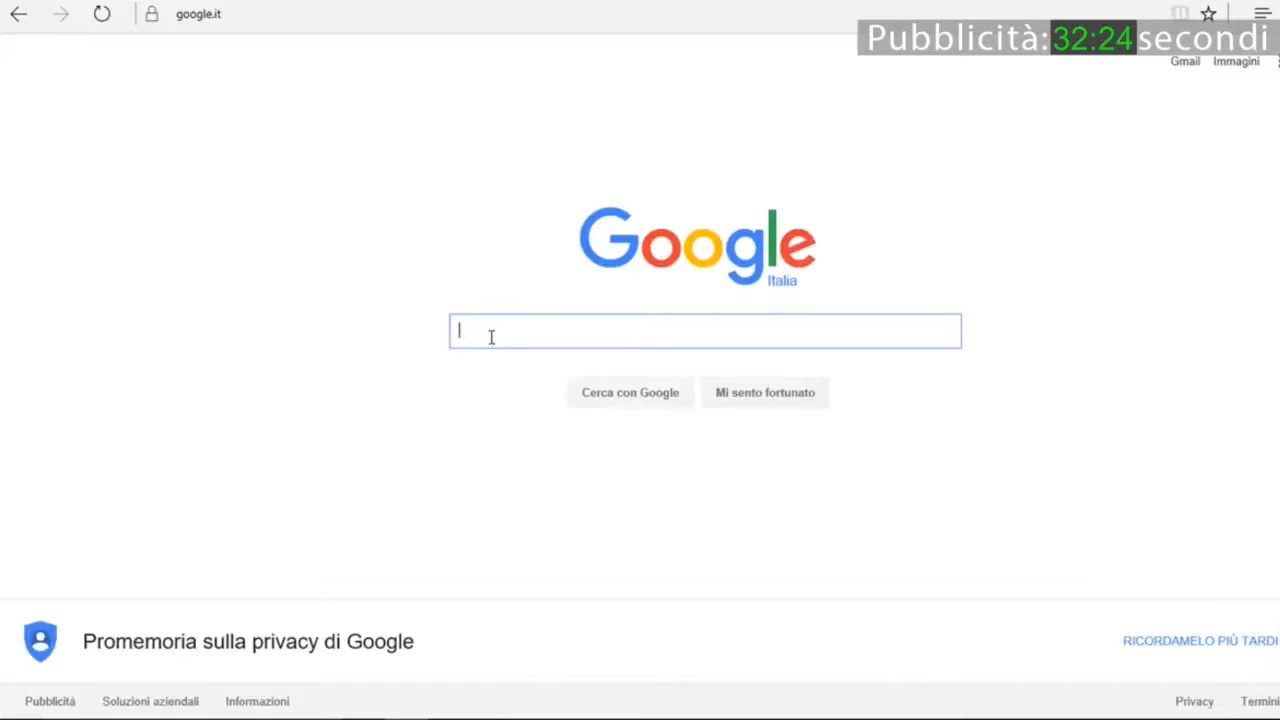 google.it
Pubblicità:32:24secondi
Gmail Immagini
Google
Italia
Cerca con Google Mi sento fortunato
Promemoria sulla privacy di Google
RICORDAMELO PIÙ TARDI
Pubblicità Soluzioni aziendali Informazioni
Privacy Termini